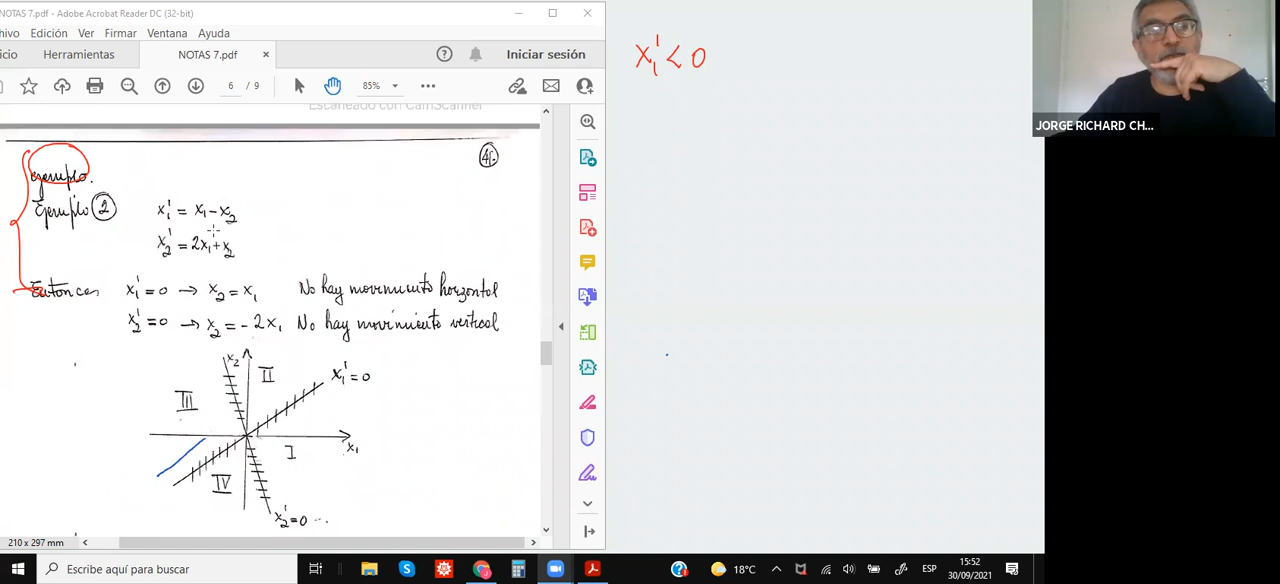 NOTAS 7.pdf - Adobe Acrobat Reader DC (32-bit)
hivo Edición Ver Firmar Ventana Ayuda
icio Herramientas NOTAS 7.pdf × Iniciar sesión
6 / 9 85%
Escaneado con CamScanner
ejemplo.
4
Ejemplo 2
x₁' = x₁ - x₂
x₂' = 2x₁ + x₂
Entonces x₁' = 0 → x₂ = x₁ No hay movimiento horizontal
x₂' = 0 → x₂ = -2x₁ No hay movimiento vertical
x₂
II
x₁' = 0
III
x₁
I
IV
x₂' = 0
210 x 297 mm
x₁' < 0
JORGE RICHARD CH...
Escribe aquí para buscar
18°C
ESP
15:52
30/09/2021